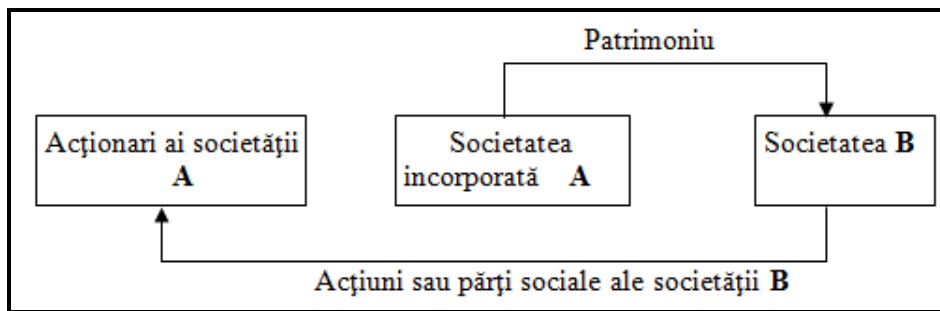 Patrimoniu
Acţionari ai societăţii
A
Societatea
incorporată A
Societatea B
Acţiuni sau părţi sociale ale societăţii B